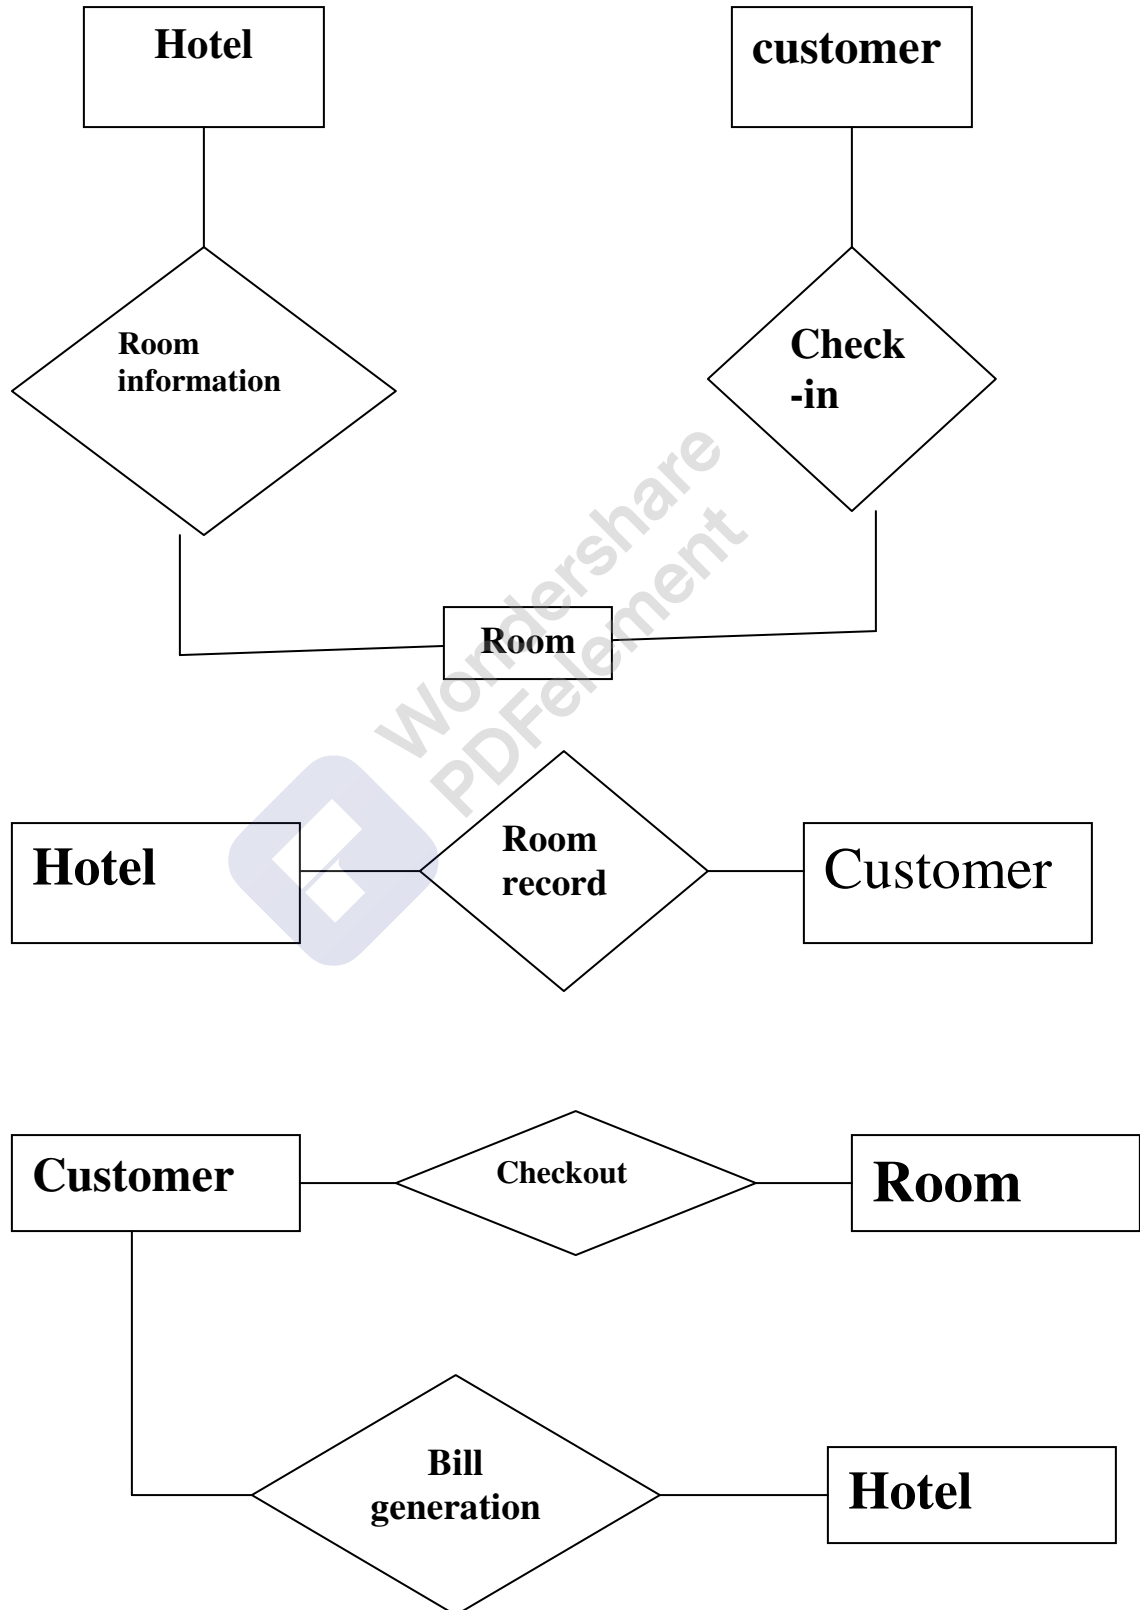 Hotel
customer
Room
information
Check
-in
Room
Wondershare
PDFelement
Room
record
Hotel
Customer
Customer
Checkout
Room
Bill
generation
Hotel